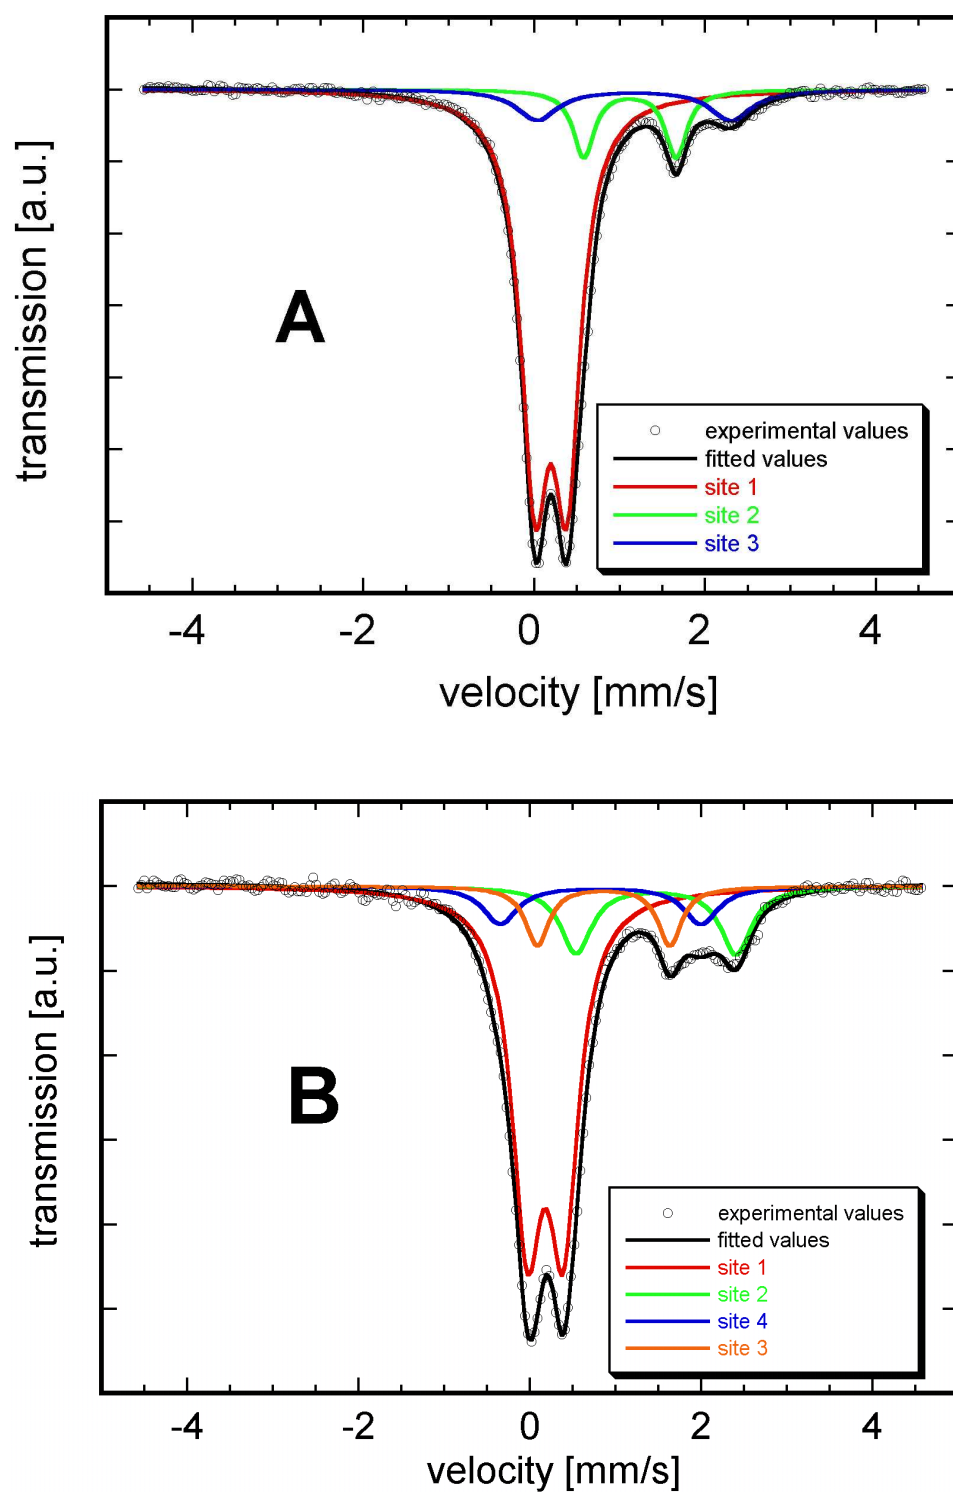 transmission [a.u.]
A
experimental values
fitted values
site 1
site 2
site 3
-4 -2 0 2 4
velocity [mm/s]
transmission [a.u.]
B
experimental values
fitted values
site 1
site 2
site 4
site 3
-4 -2 0 2 4
velocity [mm/s]